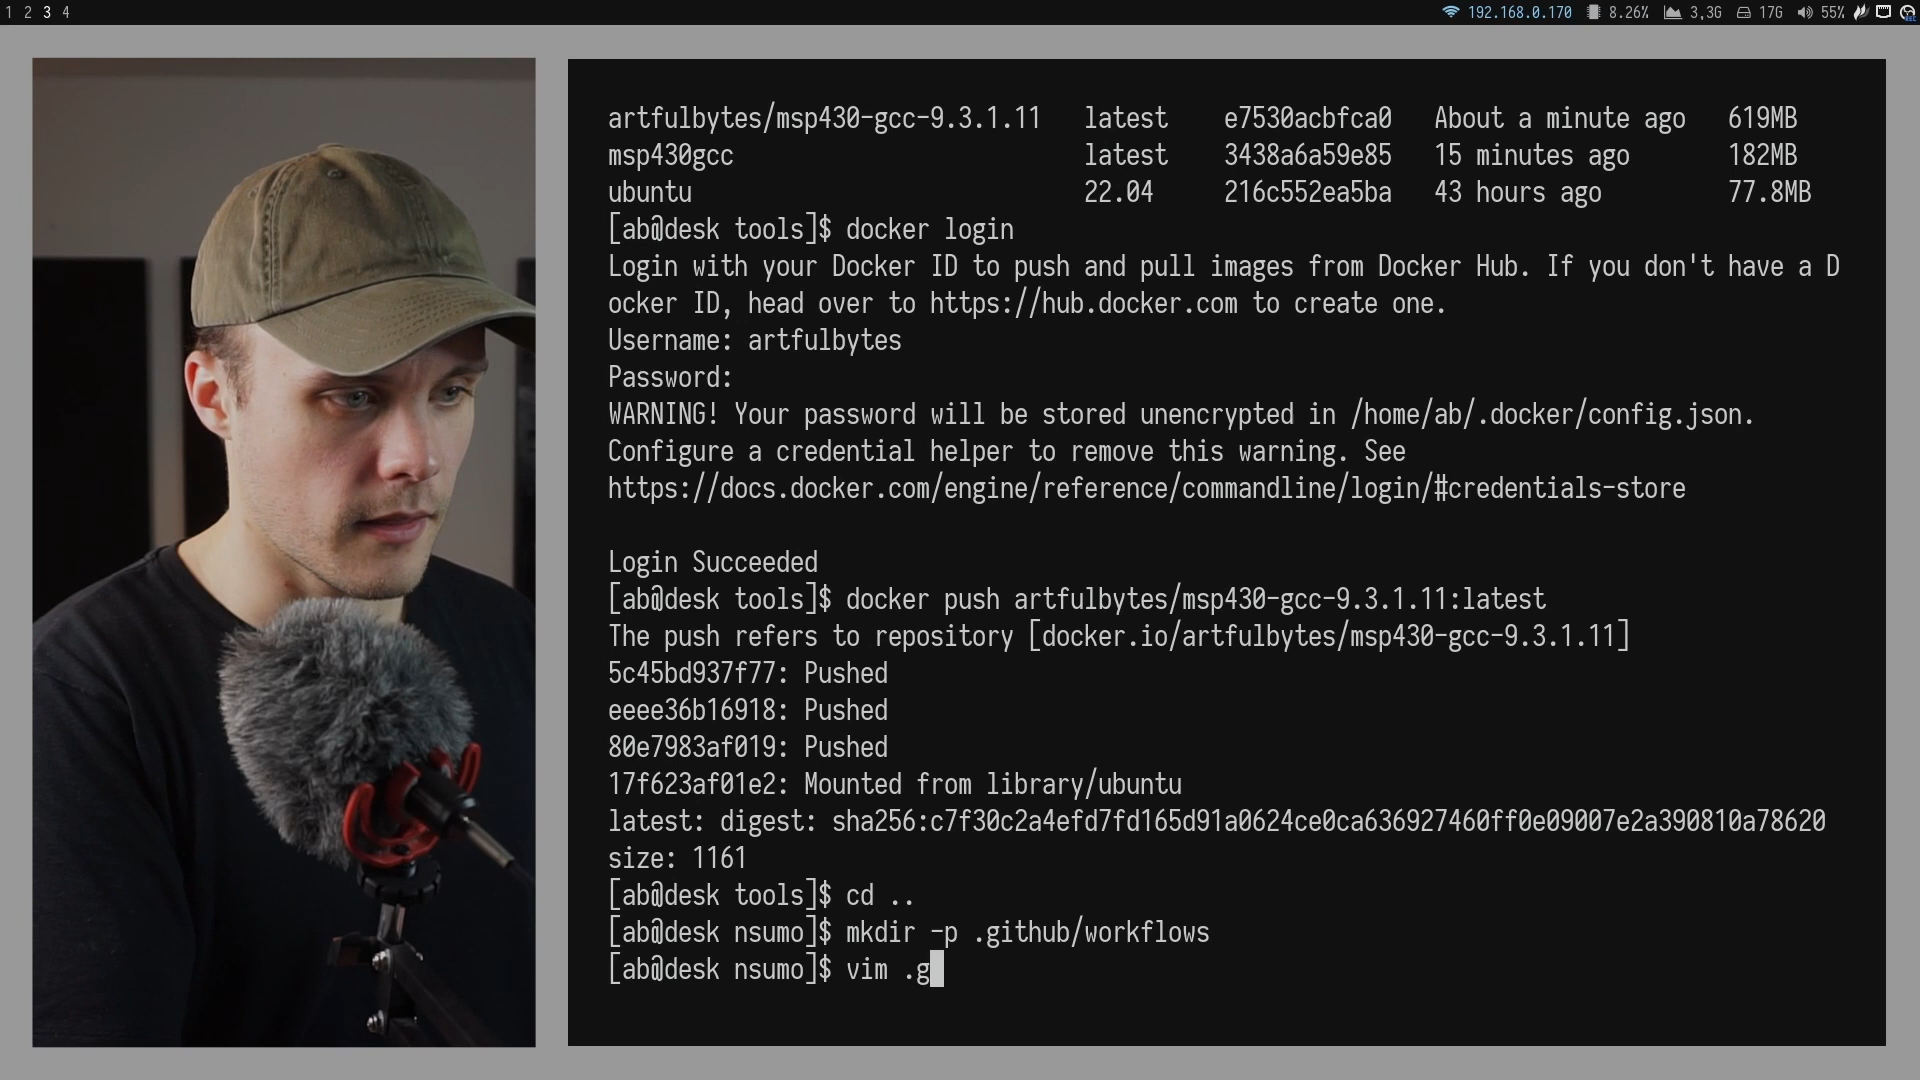 1 2 3 4
192.168.0.170 8.26% 3,3G 17G 55%
REC
artfulbytes/msp430-gcc-9.3.1.11 latest e7530acbfca0 About a minute ago 619MB
msp430gcc latest 3438a6a59e85 15 minutes ago 182MB
ubuntu 22.04 216c552ea5ba 43 hours ago 77.8MB
[ab@desk tools]$ docker login
Login with your Docker ID to push and pull images from Docker Hub. If you don't have a D
ocker ID, head over to https://hub.docker.com to create one.
Username: artfulbytes
Password:
WARNING! Your password will be stored unencrypted in /home/ab/.docker/config.json.
Configure a credential helper to remove this warning. See
https://docs.docker.com/engine/reference/commandline/login/#credentials-store
Login Succeeded
[ab@desk tools]$ docker push artfulbytes/msp430-gcc-9.3.1.11:latest
The push refers to repository [docker.io/artfulbytes/msp430-gcc-9.3.1.11]
5c45bd937f77: Pushed
eeee36b16918: Pushed
80e7983af019: Pushed
17f623af01e2: Mounted from library/ubuntu
latest: digest: sha256:c7f30c2a4efd7fd165d91a0624ce0ca636927460ff0e09007e2a390810a78620
size: 1161
[ab@desk tools]$ cd ..
[ab@desk nsumo]$ mkdir -p .github/workflows
[ab@desk nsumo]$ vim .g